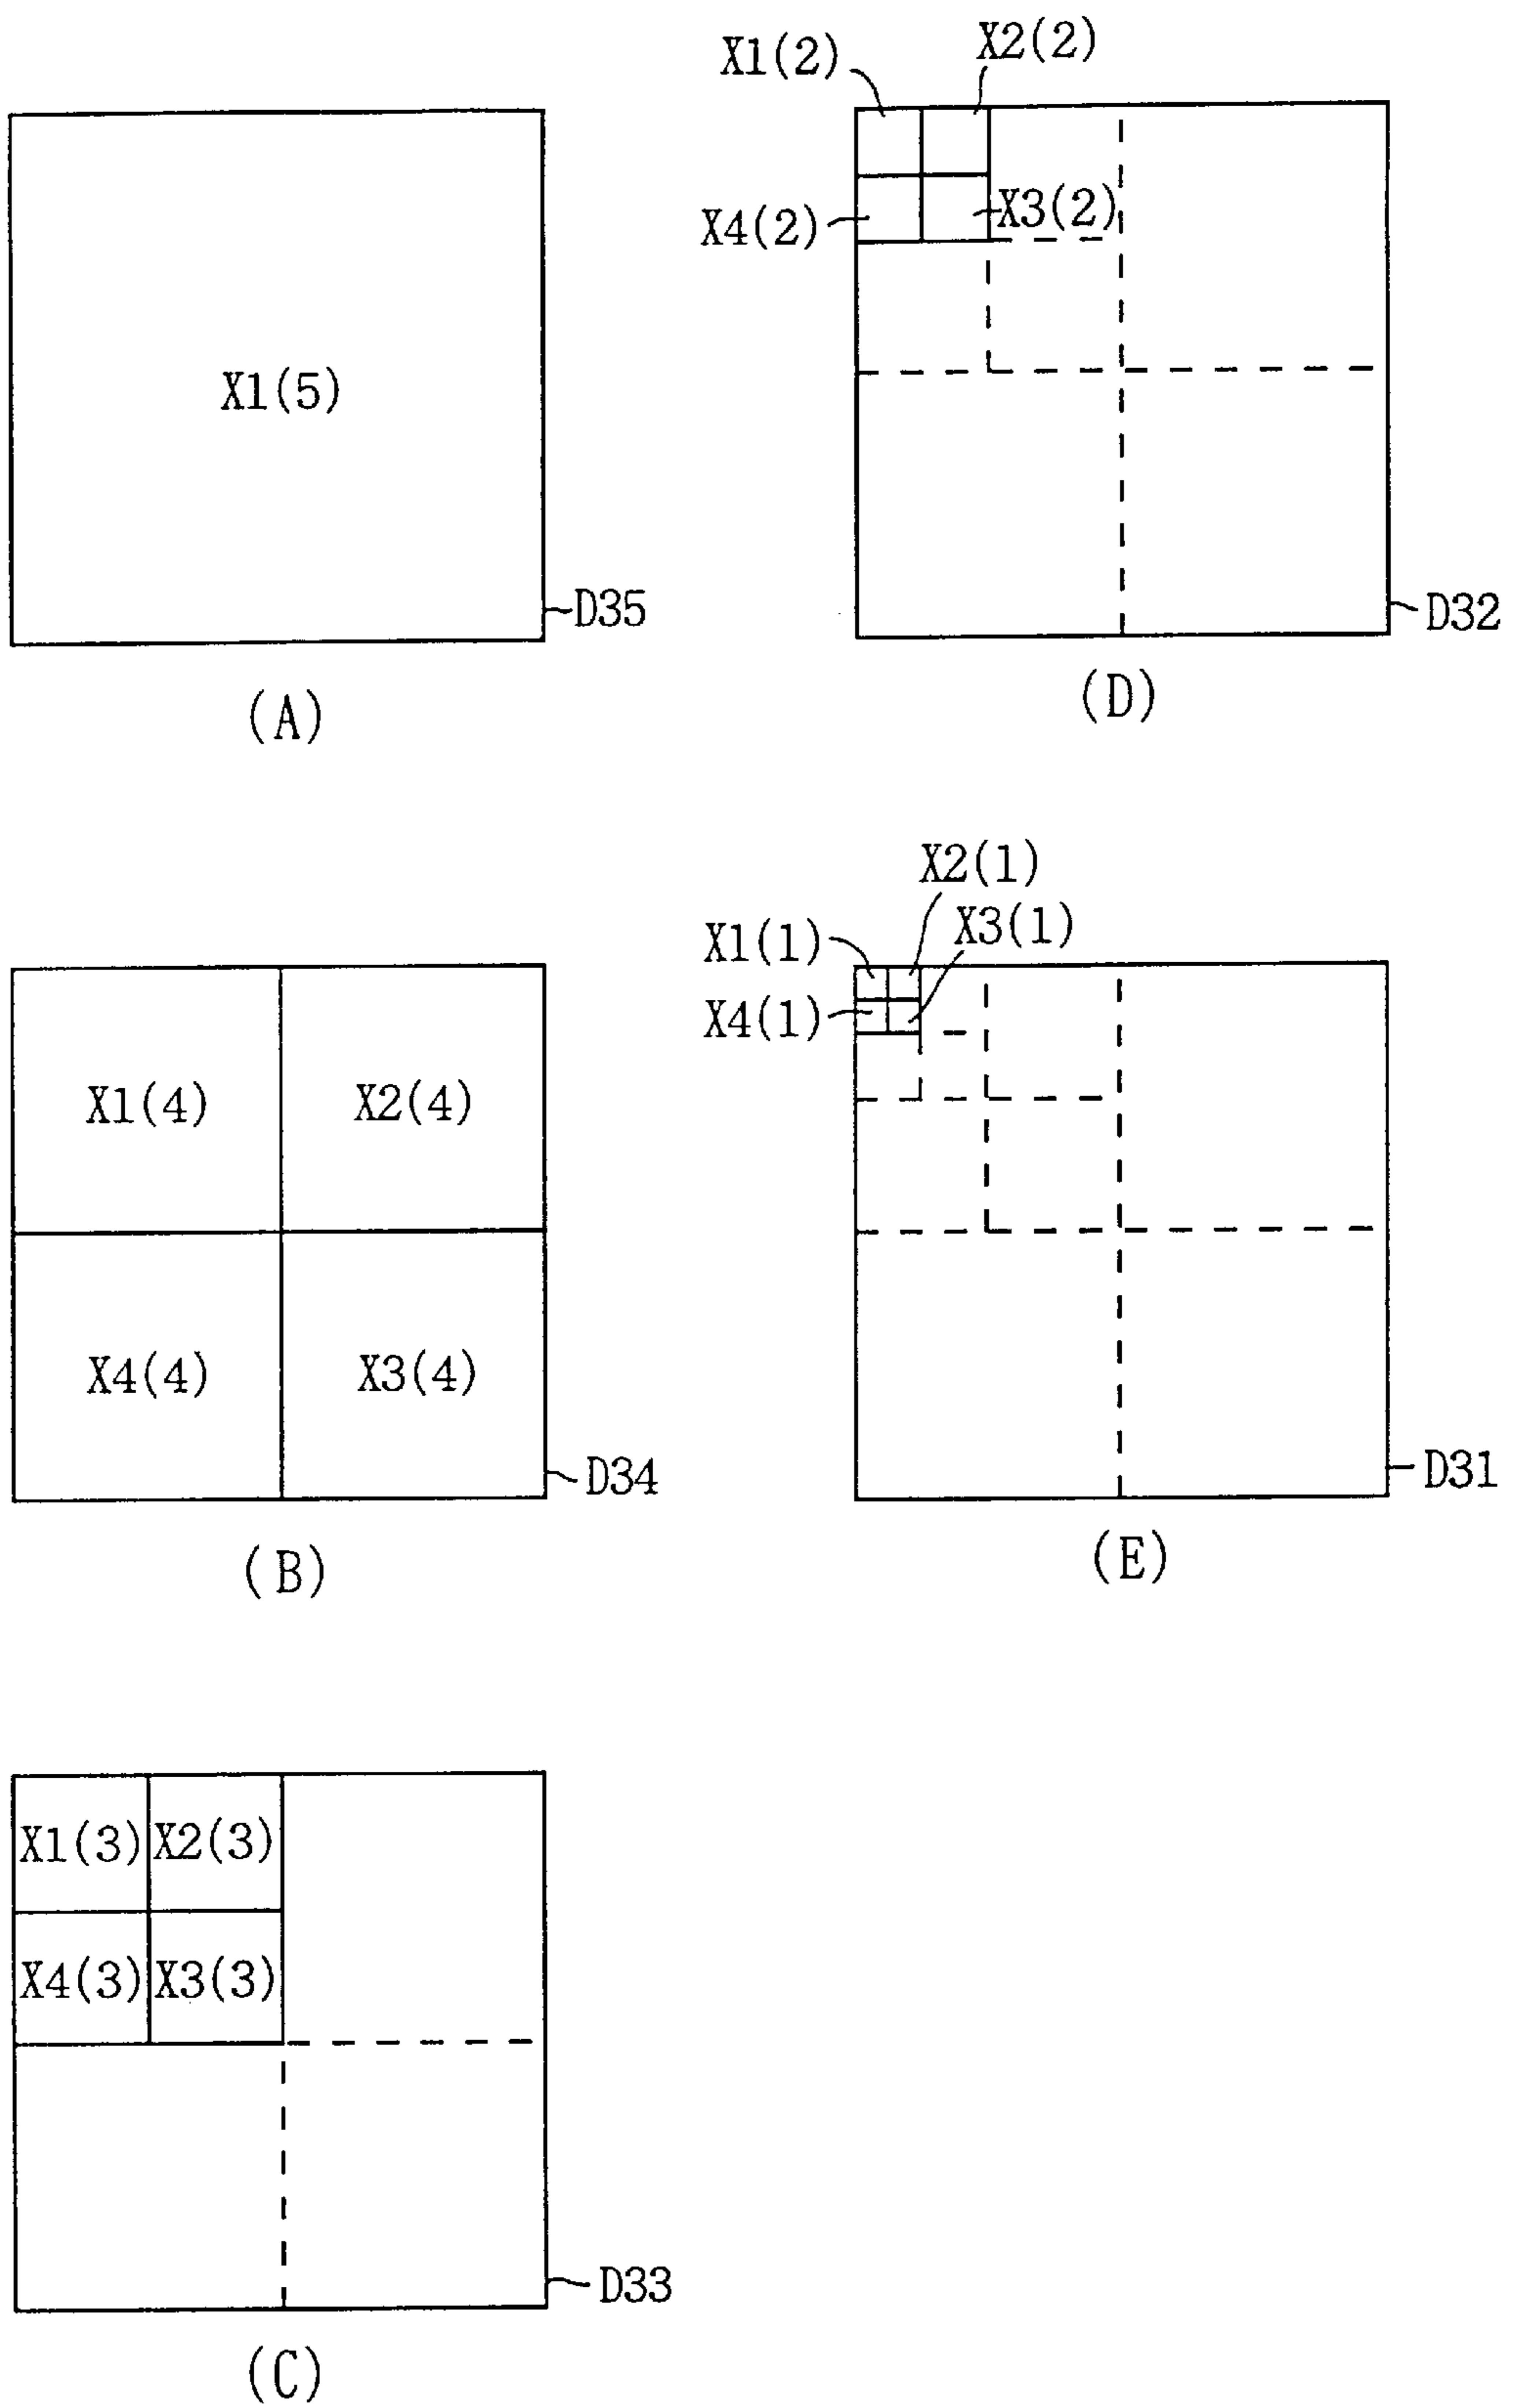 X1(5)
D35
(A)
X1(4) X2(4)
X4(4) X3(4)
D34
(B)
X1(3) X2(3)
X4(3) X3(3)
D33
(C)
X1(2) X2(2)
X4(2) X3(2)
D32
(D)
X2(1)
X1(1) X3(1)
X4(1)
D31
(E)